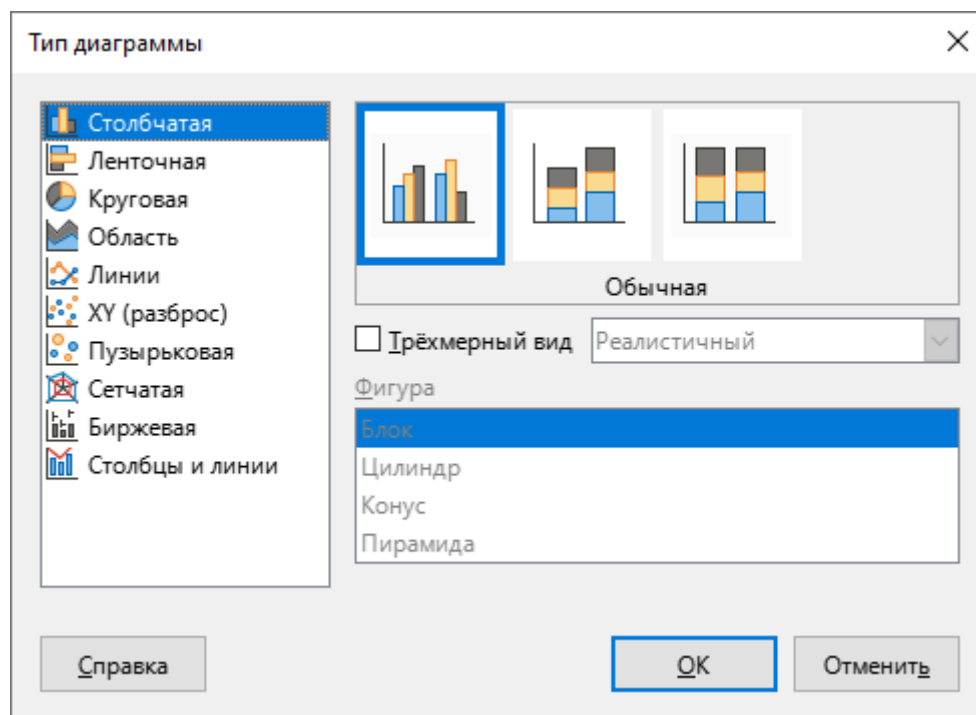 Тип диаграммы
Столбчатая
Ленточная
Круговая
Область
Линии
XY (разброс)
Пузырьковая
Сетчатая
Биржевая
Столбцы и линии
Обычная
Трёхмерный вид
Реалистичный
Фигура
Блок
Цилиндр
Конус
Пирамида
Справка
OK
Отменить